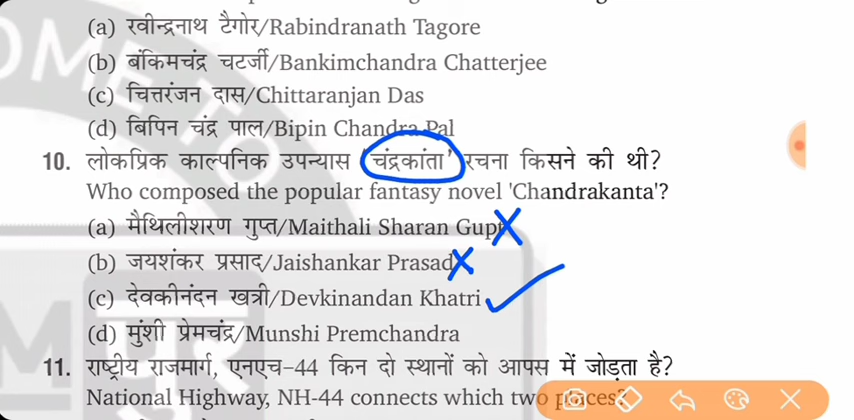 (a) रवीन्द्रनाथ टैगोर/Rabindranath Tagore
(b) बंकिमचंद्र चटर्जी/Bankimchandra Chatterjee
(c) चित्तरंजन दास/Chittaranjan Das
(d) बिपिन चंद्र पाल/Bipin Chandra Pal
10. लोकप्रिक काल्पनिक उपन्यास 'चंद्रकांता' रचना किसने की थी?
Who composed the popular fantasy novel 'Chandrakanta'?
(a) मैथिलीशरण गुप्त/Maithali Sharan Gupt
(b) जयशंकर प्रसाद/Jaishankar Prasad
(c) देवकीनंदन खत्री/Devkinandan Khatri
(d) मुंशी प्रेमचंद्र/Munshi Premchandra
11. राष्ट्रीय राजमार्ग, एनएच-44 किन दो स्थानों को आपस में जोड़ता है?
National Highway, NH-44 connects which two places?